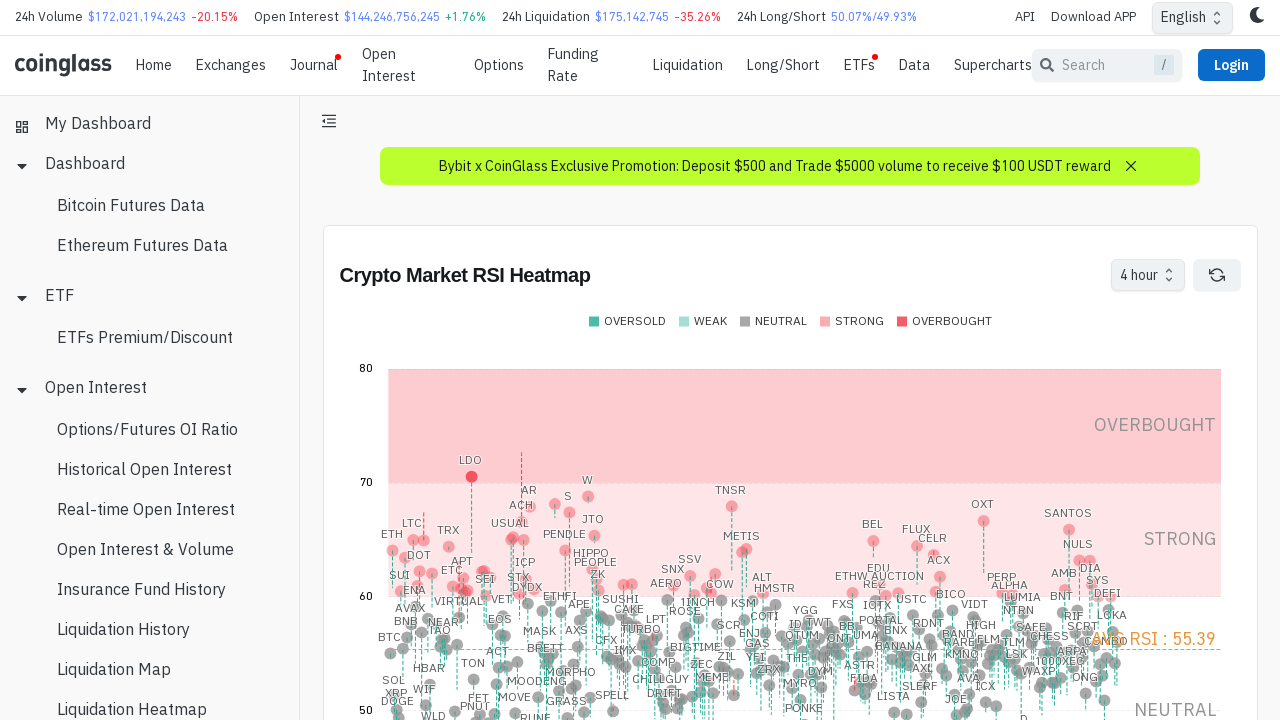 24h Volume $172,021,194,243 -20.15% Open Interest $144,246,756,245 +1.76% 24h Liquidation $175,142,745 -35.26% 24h Long/Short 50.07%/49.93% API Download APP English
coinglass Home Exchanges Journal Open Interest Options Funding Rate Liquidation Long/Short ETFs Data Supercharts Search / Login
My Dashboard
Dashboard
Bitcoin Futures Data
Ethereum Futures Data
ETF
ETFs Premium/Discount
Open Interest
Options/Futures OI Ratio
Historical Open Interest
Real-time Open Interest
Open Interest & Volume
Insurance Fund History
Liquidation History
Liquidation Map
Liquidation Heatmap
Bybit x CoinGlass Exclusive Promotion: Deposit $500 and Trade $5000 volume to receive $100 USDT reward
Crypto Market RSI Heatmap
4 hour
OVERSOLD WEAK NEUTRAL STRONG OVERBOUGHT
80
OVERBOUGHT
LDO
70
W
TNSR
AR
S
ACH
OXT
SANTOS
LTC
USUAL
JTO
BEL
ETH
TRX
PENDLE
METIS
FLUX
CELR
STRONG
NULS
DOT
HIPPO
APT
ICP
PEOPLE
SSV
ACX
ETC
SNX
EDU
DIA
SUI
SEI
STX
ZK
AERO
COW
ALT
ETHW
AUCTION
PERP
AMB
SYS
60
ENA
DYDX
HMSTR
REZ
ALPHA
DEFI
VIRTUAL
VET
ETHFI
SUSHI
1INCH
KSM
USTC
BICO
LUMIA
BNT
AVAX
APE
CAKE
ROSE
YGG
FXS
IOTX
VIDT
NTRN
BNB
NEAR
EOS
LPT
COTI
PORTAL
RDNT
HIGH
SAFE
RIF
LQKA
TAO
MASK
AXS
TURBO
SCR
ENJ
TWT
BNX
BAND
SCRT
BTC
CFX
GAS
QTUM
ONT
UMA
RARE
FLM
TLM
CHESS
COMBO
AVG RSI : 55.39
ACT
BRETT
IMX
BIGTIME
YFI
THE
BANANA
GLM
KMNO
LSK
ARPA
HBAR
TON
BOME
ZIL
ZEC
ZRX
ASTR
AXL
1000XEC
SOL
MOODENG
MORPHO
CHILLGUY
MEME
MYRO
FIDA
AVA
WAXP
ONG
XRP
WIF
FET
MOVE
GRASS
SPELL
DRIFT
LISTA
SLERF
ICX
DOGE
PNUT
PONKE
JOE
50
WLD
RUNE
NEUTRAL